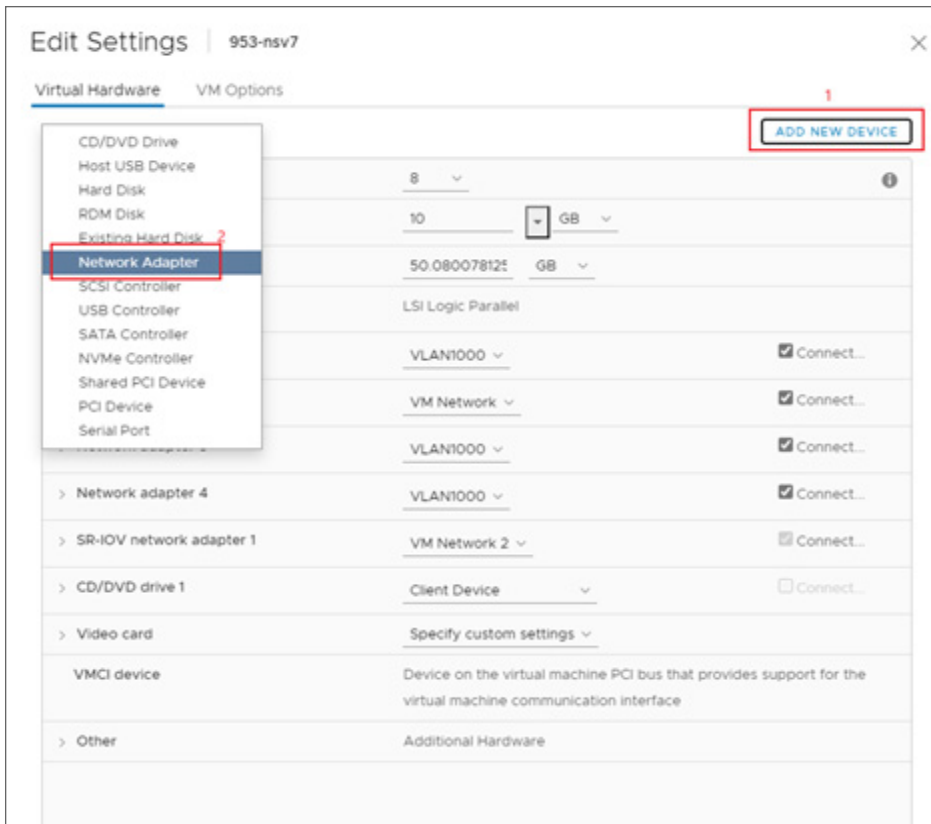 Edit Settings 953-nsv7
Virtual Hardware VM Options
1
ADD NEW DEVICE
CD/DVD Drive
Host USB Device
Hard Disk
RDM Disk
Existing Hard Disk 2
Network Adapter
SCSI Controller
USB Controller
SATA Controller
NVMe Controller
Shared PCI Device
PCI Device
Serial Port
8
10 GB
50.080078125 GB
LSI Logic Parallel
VLAN1000 Connect...
VM Network Connect...
VLAN1000 Connect...
> Network adapter 4 VLAN1000 Connect...
> SR-IOV network adapter 1 VM Network 2 Connect...
> CD/DVD drive 1 Client Device Connect...
> Video card Specify custom settings
VMCI device Device on the virtual machine PCI bus that provides support for the
virtual machine communication interface
> Other Additional Hardware